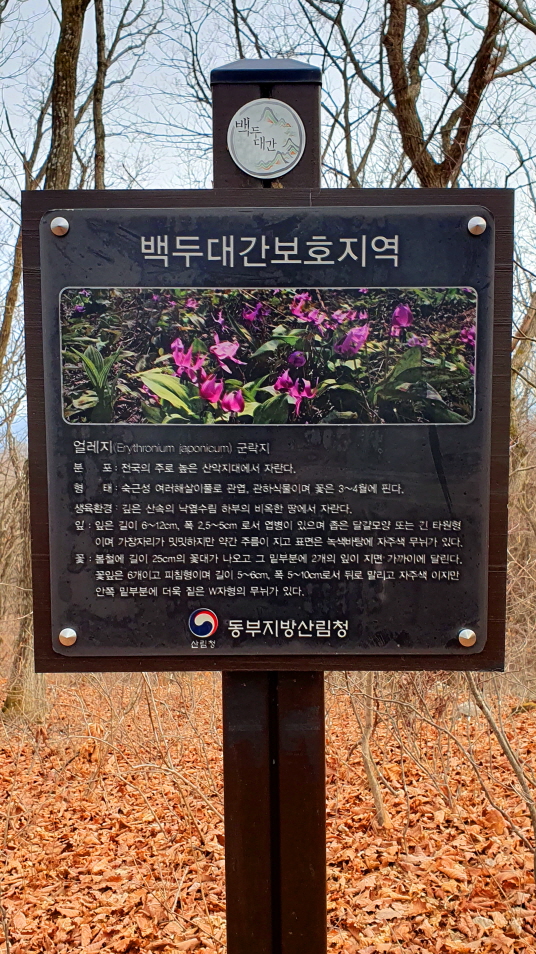 백두
대간
백두대간보호지역
얼레지(Erythronium japonicum) 군락지
분 포 : 전국의 주로 높은 산악지대에서 자란다.
형 태 : 숙근성 여러해살이풀로 관엽, 관하식물이며 꽃은 3~4월에 핀다.
생육환경 : 깊은 산속의 낙엽수림 하부의 비옥한 땅에서 자란다.
잎 : 잎은 길이 6~12cm, 폭 2.5~5cm 로서 엽병이 있으며 좁은 달걀모양 또는 긴 타원형
이며 가장자리가 밋밋하지만 약간 주름이 지고 표면은 녹색바탕에 자주색 무늬가 있다.
꽃 : 봄철에 길이 25cm의 꽃대가 나오고 그 밑부분에 2개의 잎이 지면 가까이에 달린다.
꽃잎은 6개이고 피침형이며 길이 5~6cm, 폭 5~10cm로서 뒤로 말리고 자주색 이지만
안쪽 밑부분에 더욱 짙은 W자형의 무늬가 있다.
산림청 동부지방산림청